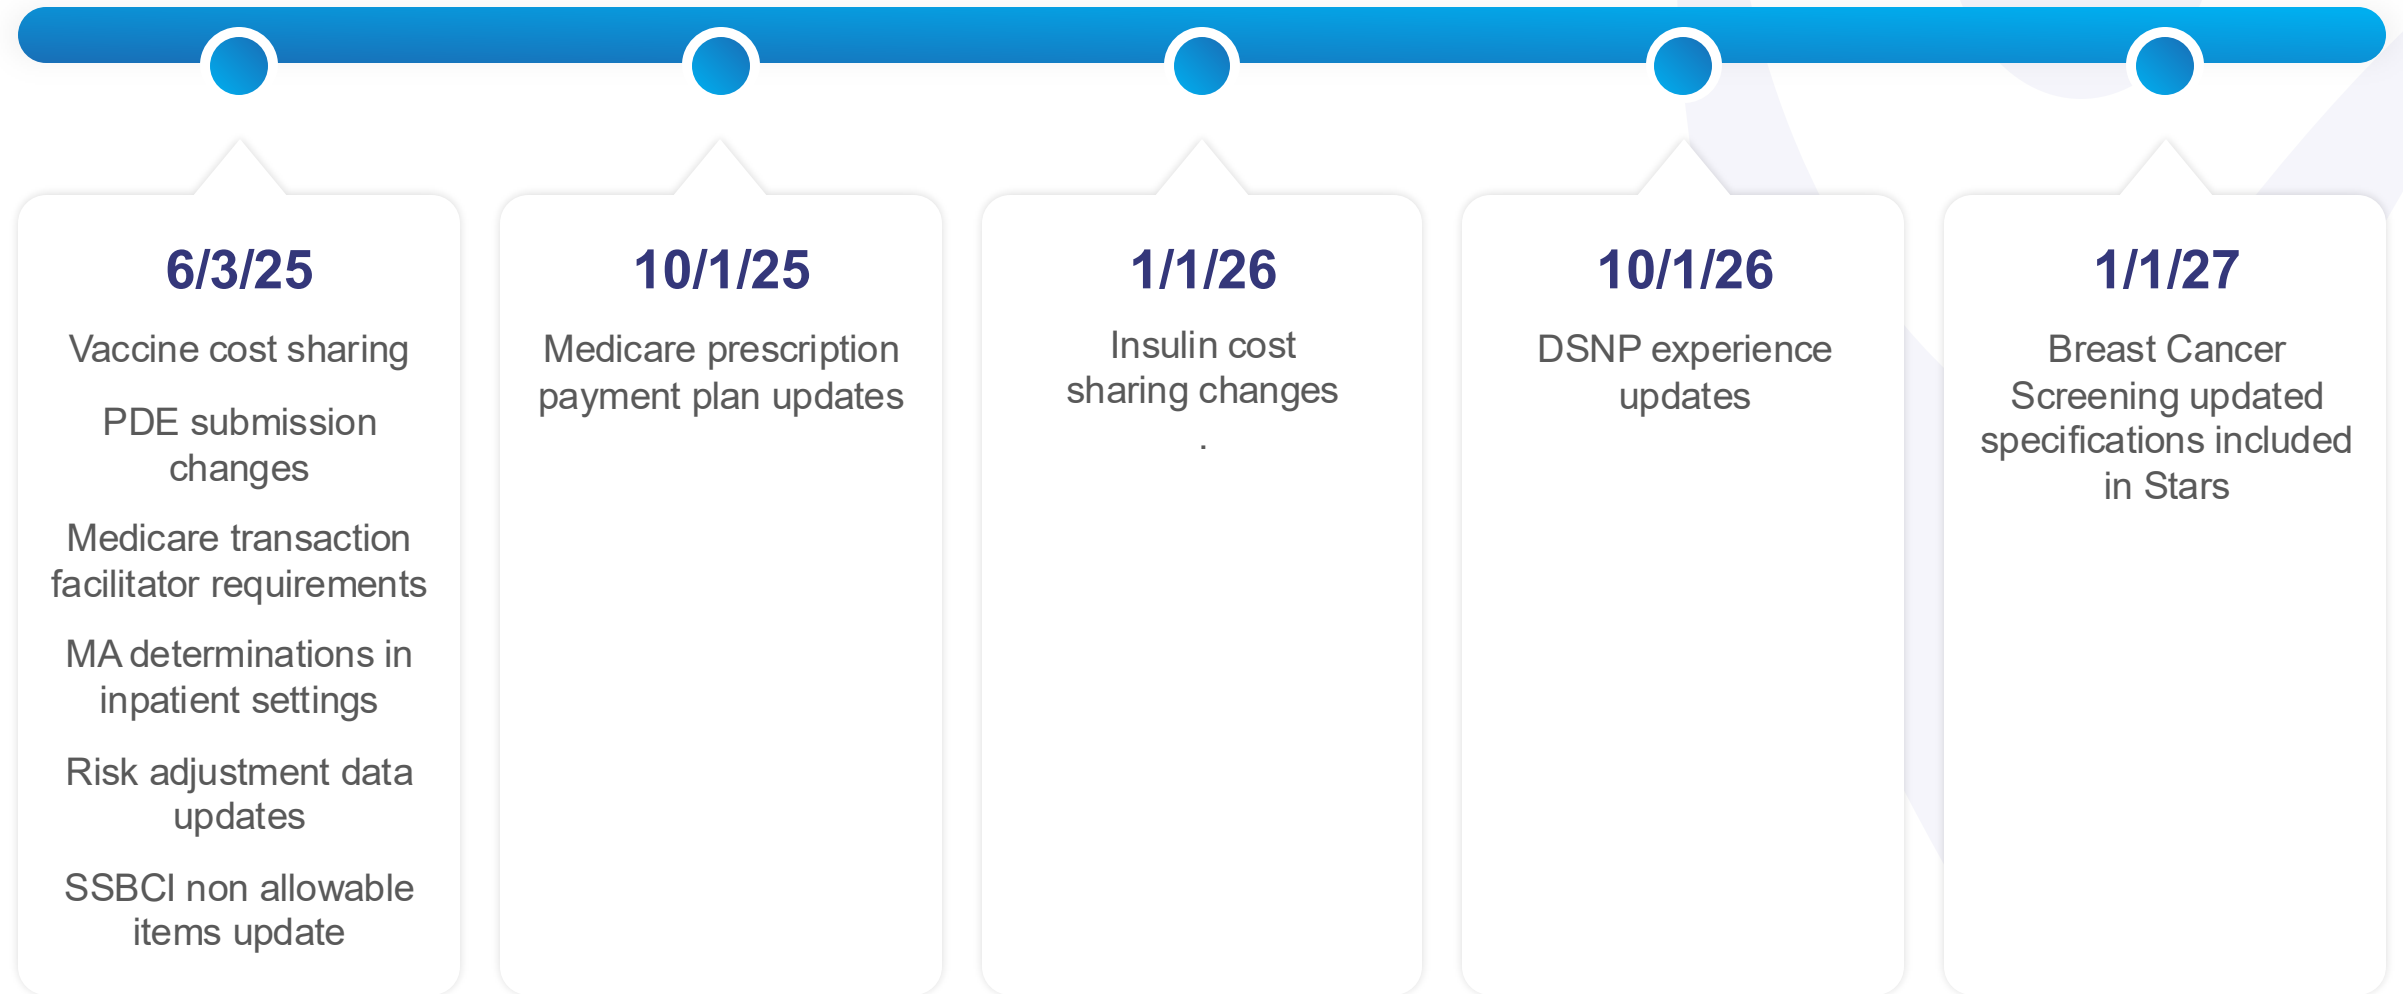 6/3/25
Vaccine cost sharing
PDE submission
changes
Medicare transaction
facilitator requirements
MA determinations in
inpatient settings
Risk adjustment data
updates
SSBCI non allowable
items update
10/1/25
Medicare prescription
payment plan updates
1/1/26
Insulin cost
sharing changes
.
10/1/26
DSNP experience
updates
1/1/27
Breast Cancer
Screening updated
specifications included
in Stars